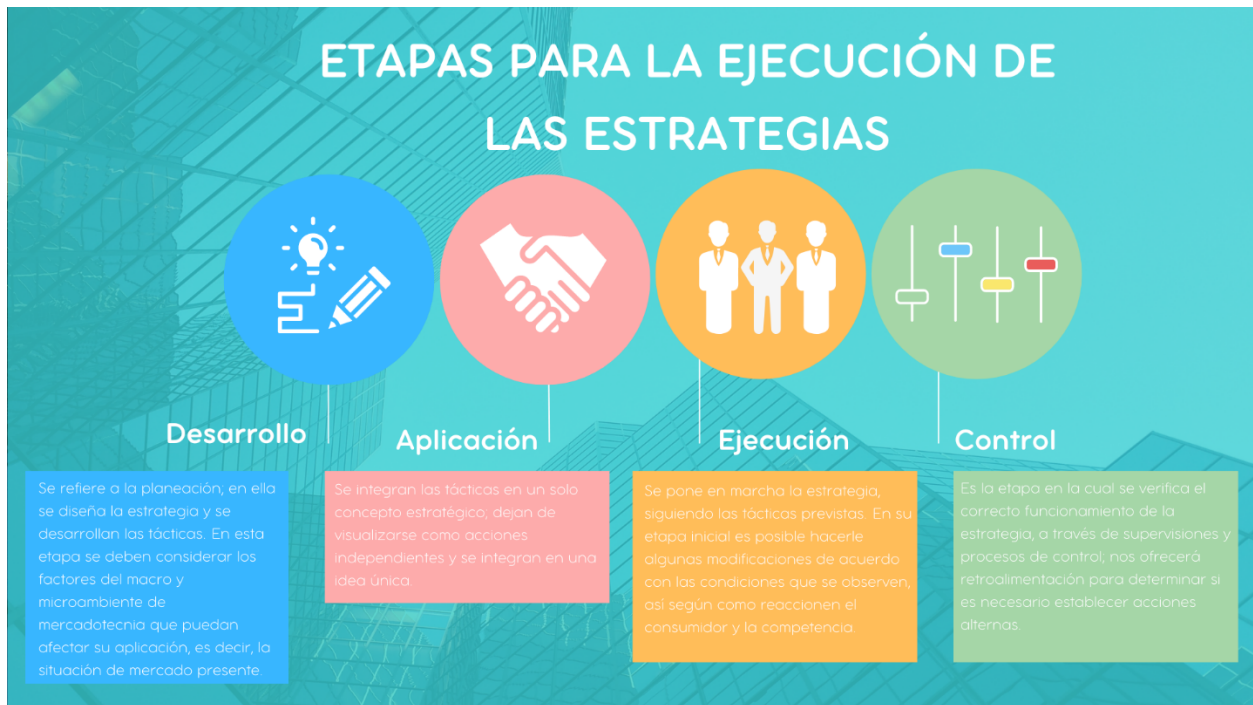 ETAPAS PARA LA EJECUCIÓN DE
LAS ESTRATEGIAS
Desarrollo
Se refiere a la planeación; en ella
se diseña la estrategia y se
desarrollan las tácticas. En esta
etapa se deben considerar los
factores del macro y
microambiente de
mercadotecnia que puedan
afectar su aplicación, es decir, la
situación de mercado presente.
Aplicación
Se integran las tácticas en un solo
concepto estratégico; dejan de
visualizarse como acciones
independientes y se integran en una
idea única.
Ejecución
Se pone en marcha la estrategia,
siguiendo las tácticas previstas. En su
etapa inicial es posible hacerle
algunas modificaciones de acuerdo
con las condiciones que se observen,
así según como reaccionen el
consumidor y la competencia.
Control
Es la etapa en la cual se verifica el
correcto funcionamiento de la
estrategia, a través de supervisiones y
procesos de control; nos ofrecerá
retroalimentación para determinar si
es necesario establecer acciones
alternas.